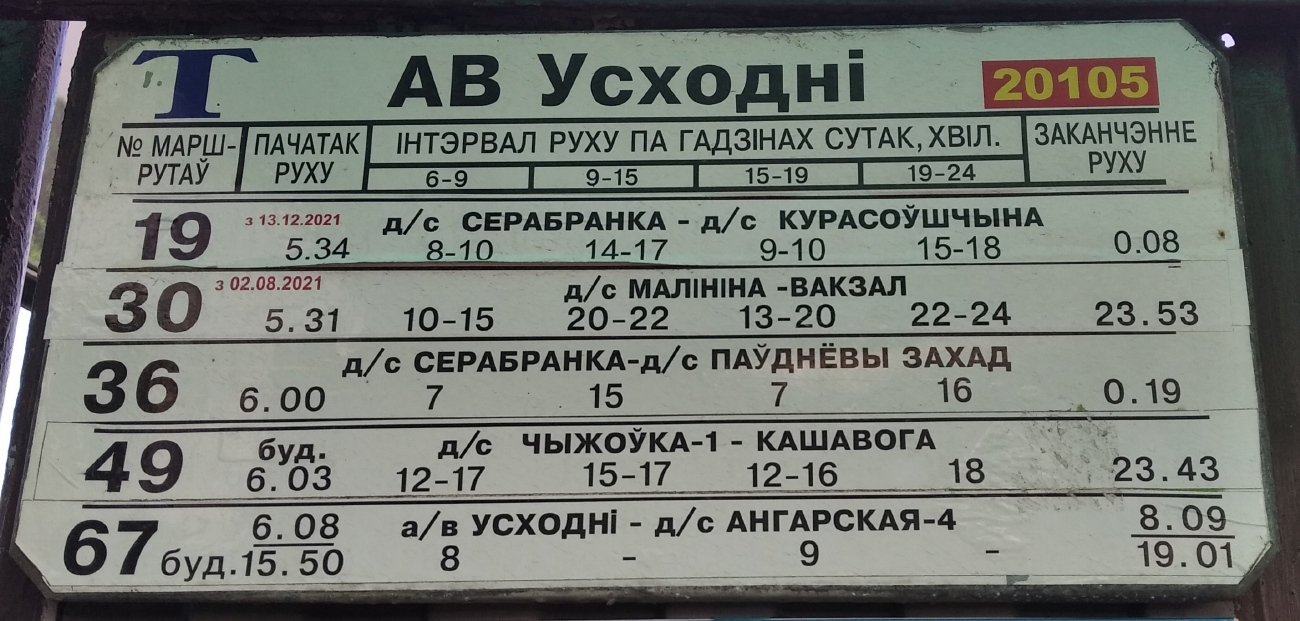 Т АВ Усходні 20105
№ МАРШ-РУТАЎ ПАЧАТАК РУХУ ІНТЭРВАЛ РУХУ ПА ГАДЗІНАХ СУТАК, ХВІЛ. ЗАКАНЧЭННЕ РУХУ
6-9 9-15 15-19 19-24
19 з 13.12.2021 д/с СЕРАБРАНКА - д/с КУРАСОЎШЧЫНА
5.34 8-10 14-17 9-10 15-18 0.08
30 з 02.08.2021 д/с МАЛІНІНА -ВАКЗАЛ
5.31 10-15 20-22 13-20 22-24 23.53
36 д/с СЕРАБРАНКА-д/с ПАЎДНЁВЫ ЗАХАД
6.00 7 15 7 16 0.19
49 буд. д/с ЧЫЖОЎКА-1 - КАШАВОГА
6.03 12-17 15-17 12-16 18 23.43
67 6.08 а/в УСХОДНі - д/с АНГАРСКАЯ-4 8.09
буд.15.50 8 - 9 - 19.01